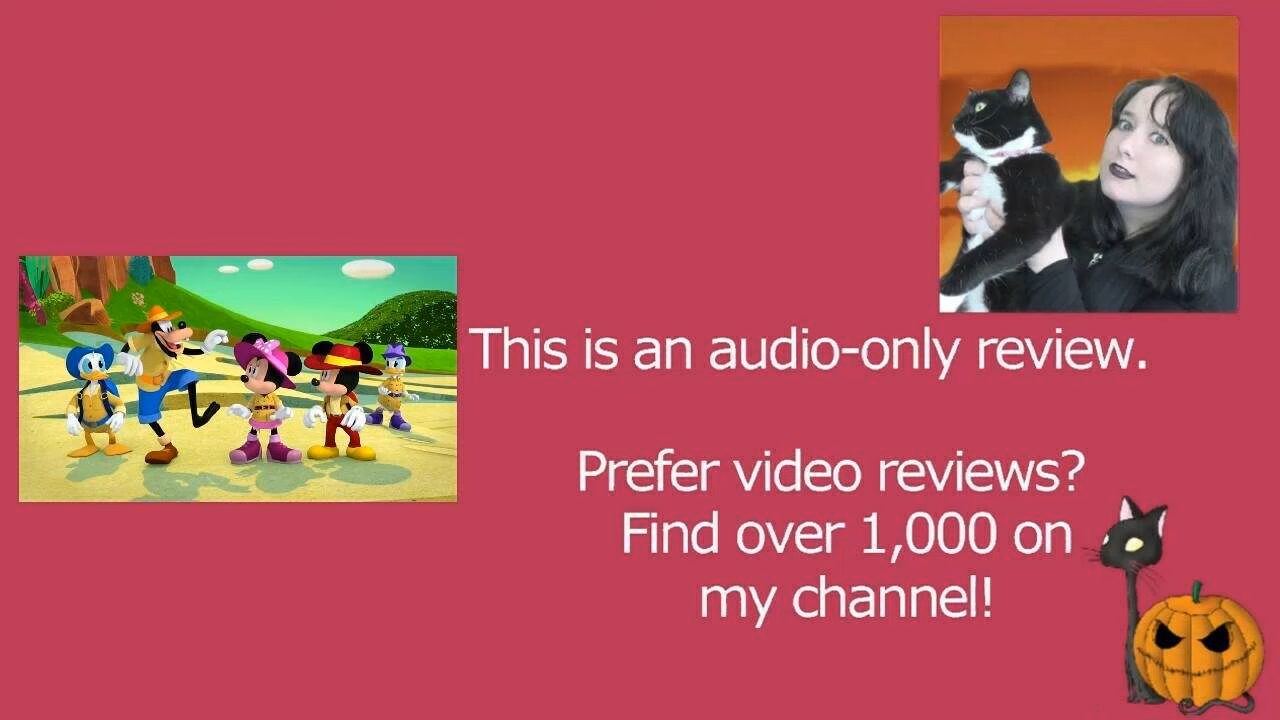 This is an audio-only review.
Prefer video reviews?
Find over 1,000 on
my channel!